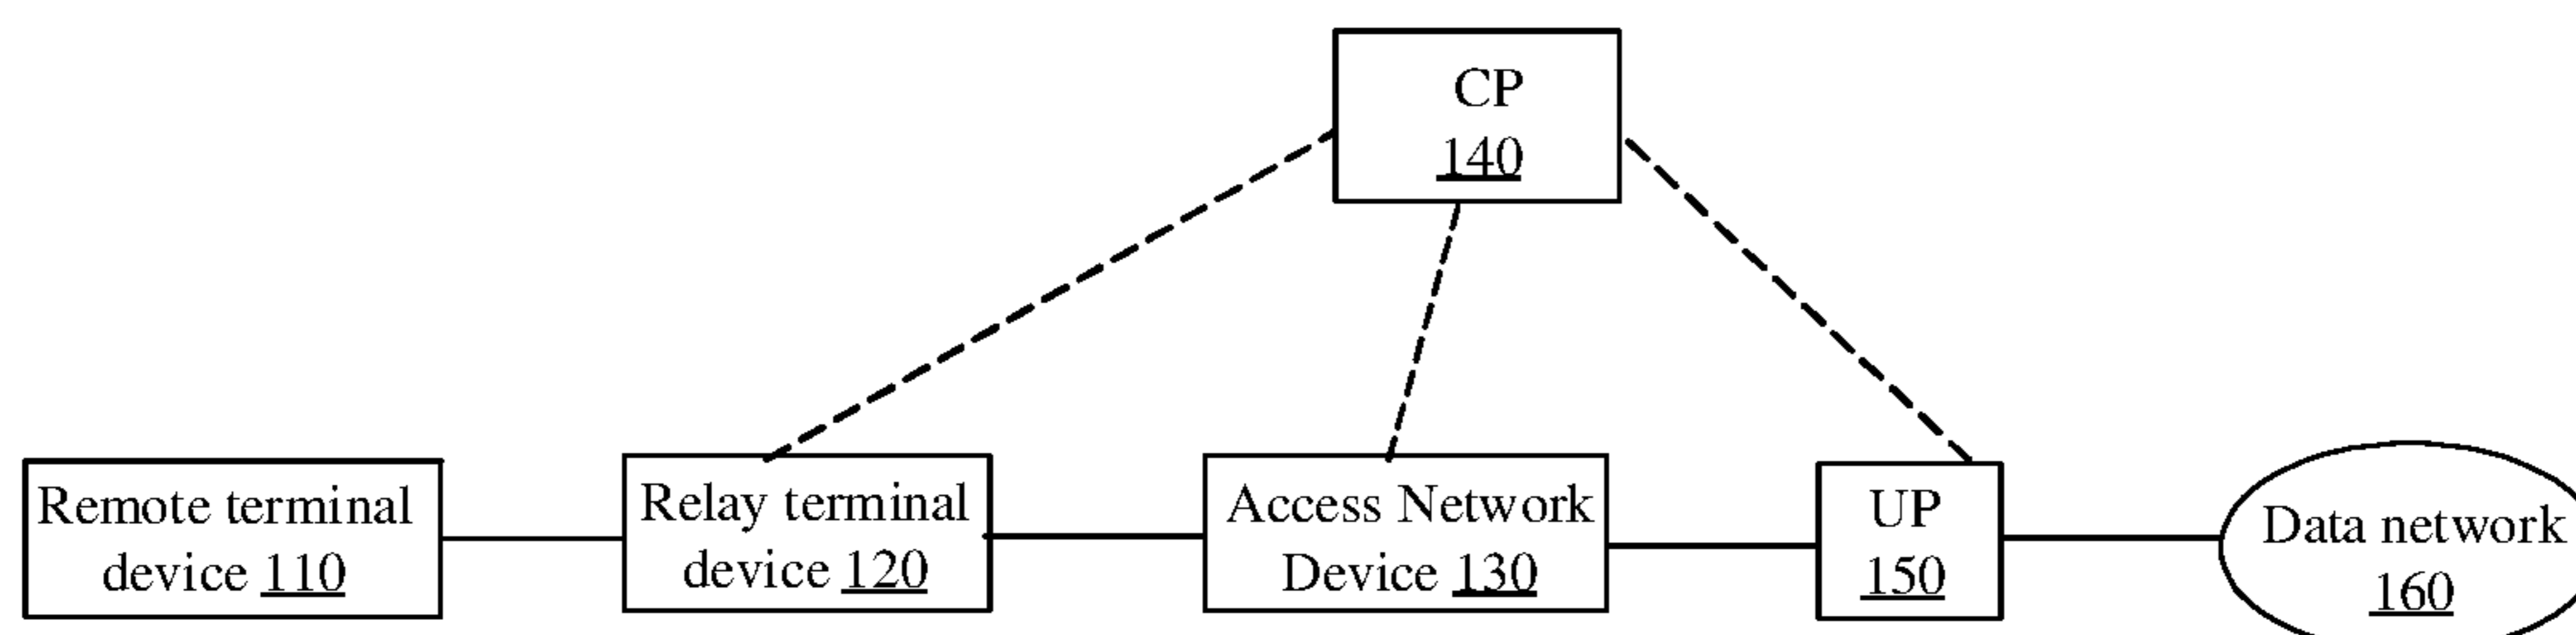 CP
140
Remote terminal
device 110
Relay terminal
device 120
Access Network
Device 130
UP
150
Data network
160